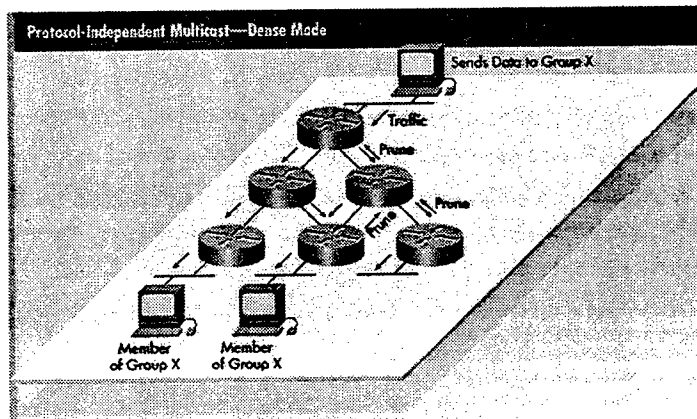 Protocol-Independent Multicast—Dense Mode
Sends Data to Group X
Traffic
Prune
Prune
Prune
Member
of Group X
Member
of Group X